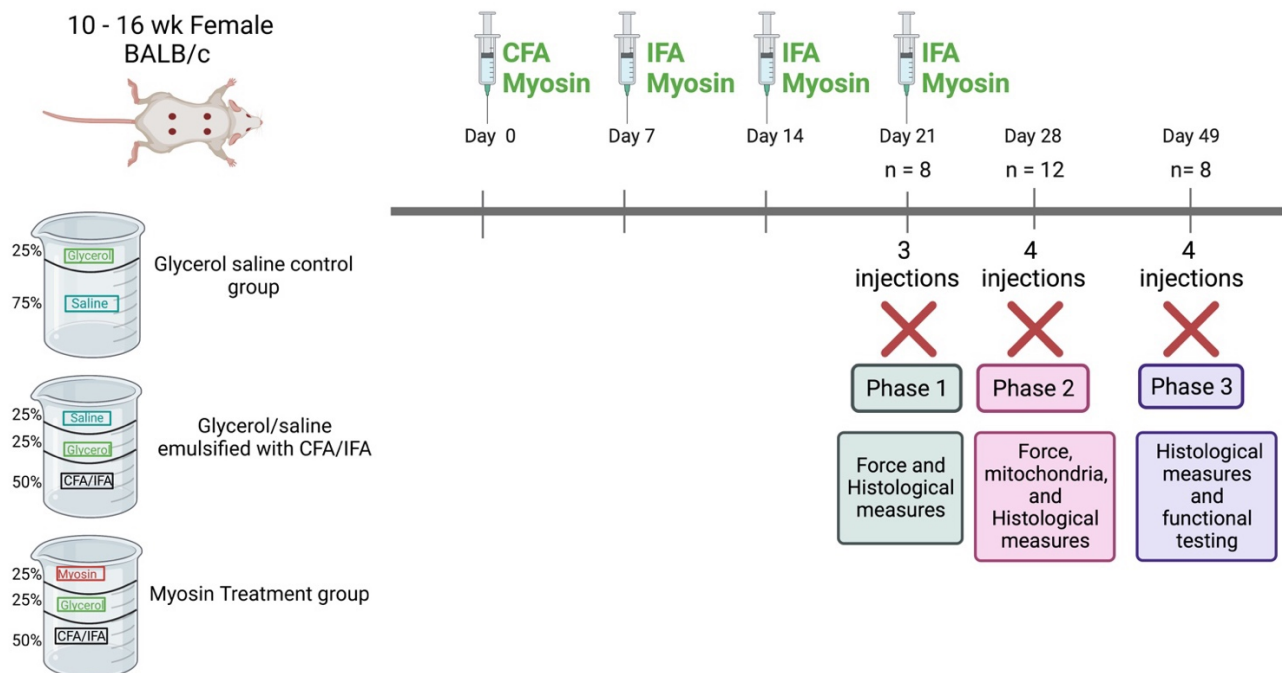 10 - 16 wk Female
BALB/c
CFA
Myosin
IFA
Myosin
IFA
Myosin
IFA
Myosin
Day 0
Day 7
Day 14
Day 21
Day 28
Day 49
n = 8
n = 12
n= 8
3
injections
4
injections
4
injections
Phase 1
Phase 2
Phase 3
Force and
Histological
measures
Force,
mitochondria,
and
Histological
measures
Histological
measures
and
functional
testing
25%
Glycerol
75%
Saline
Glycerol saline control
group
25%
Saline
25%
Glycerol
50%
CFA/IFA
Glycerol/saline
emulsified with CFA/IFA
25%
Myosin
25%
Glycerol
50%
CFA/IFA
Myosin Treatment group